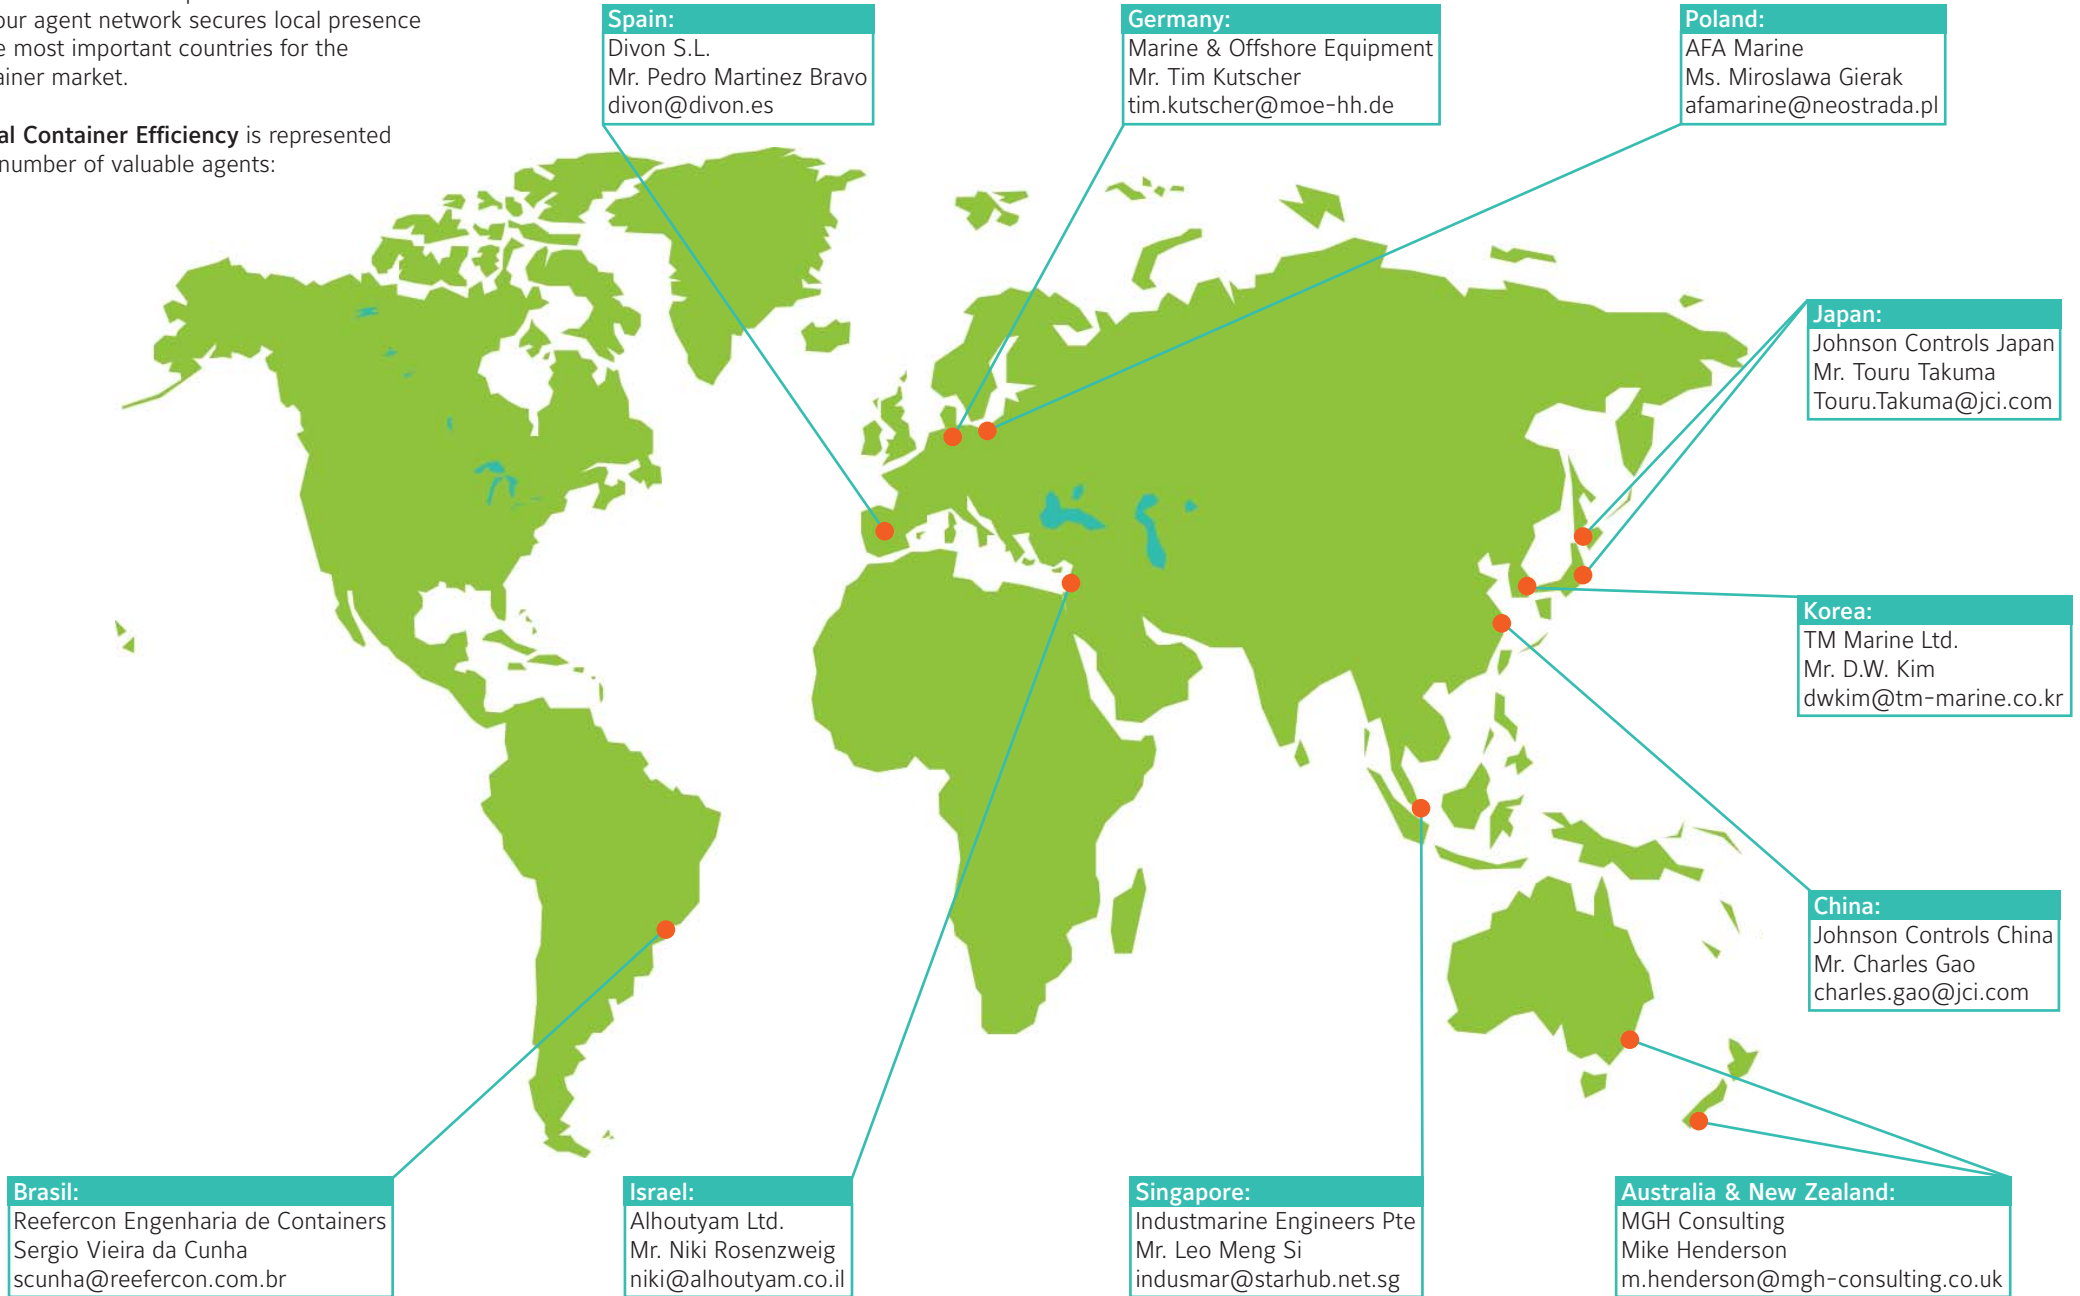 our agent network secures local presence
most important countries for the
market.
Container Efficiency is represented
number of valuable agents:
Spain:
Divon S.L.
Mr. Pedro Martinez Bravo
divon@divon.es
Germany:
Marine & Offshore Equipment
Mr. Tim Kutscher
tim.kutscher@moe-hh.de
Poland:
AFA Marine
Ms. Miroslawa Gierak
afamarine@neostrada.pl
Japan:
Johnson Controls Japan
Mr. Touru Takuma
Touru.Takuma@jci.com
Korea:
TM Marine Ltd.
Mr. D.W. Kim
dwkim@tm-marine.co.kr
China:
Johnson Controls China
Mr. Charles Gao
charles.gao@jci.com
Brasil:
Reefercon Engenharia de Containers
Sergio Vieira da Cunha
scunha@reefercon.com.br
Israel:
Alhoutyam Ltd.
Mr. Niki Rosenzweig
niki@alhoutyam.co.il
Singapore:
Industmarine Engineers Pte
Mr. Leo Meng Si
indusmar@starhub.net.sg
Australia & New Zealand:
MGH Consulting
Mike Henderson
m.henderson@mgh-consulting.co.uk